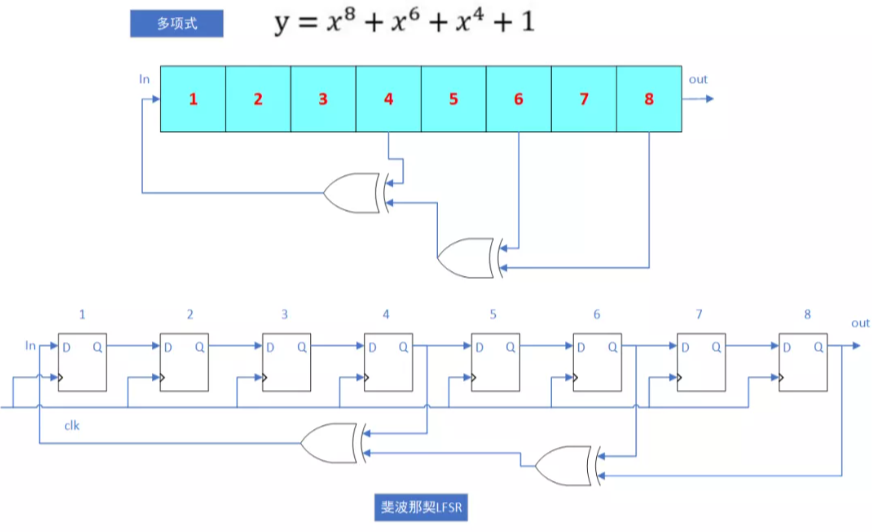 多项式 y = x⁸ + x⁶ + x⁴ + 1
In 1 2 3 4 5 6 7 8 out
1 2 3 4 5 6 7 8
out
In D Q D Q D Q D Q D Q D Q D Q D Q
clk
斐波那契LFSR